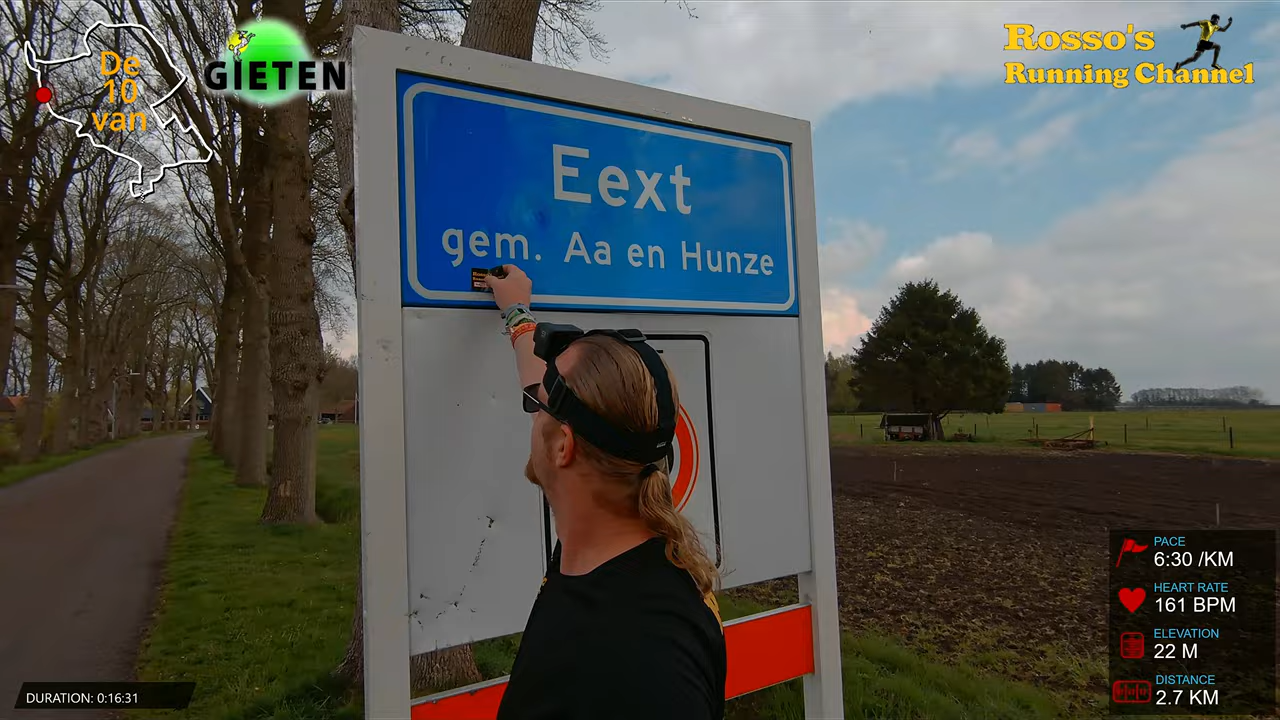 De
10
van
GIETEN
Rosso's
Running Channel
Eext
gem. Aa en Hunze
PACE
6:30 /KM
HEART RATE
161 BPM
ELEVATION
22 M
DISTANCE
2.7 KM
DURATION: 0:16:31